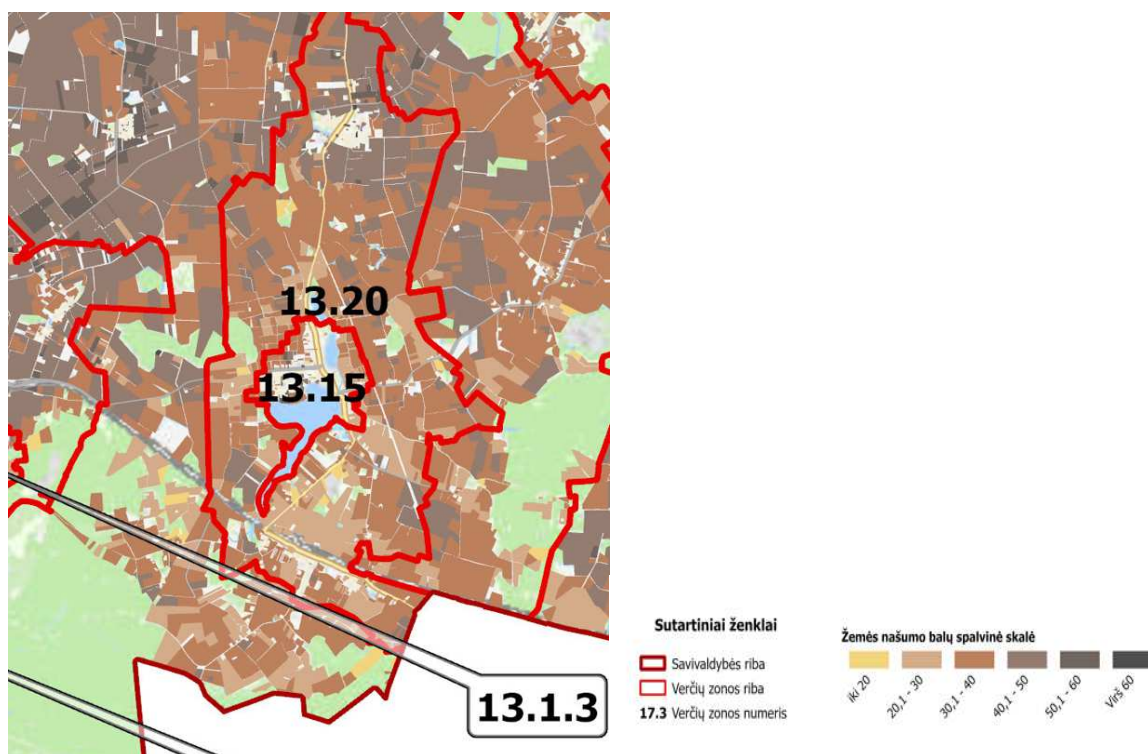 13.20
13.15
13.1.3
Sutartiniai ženklai
Savivaldybės riba
Verčių zonos riba
17.3 Verčių zonos numeris
Žemės našumo balų spalvinė skalė
iki 20
20,1 - 30
30,1 - 40
40,1 - 50
50,1 - 60
Virš 60